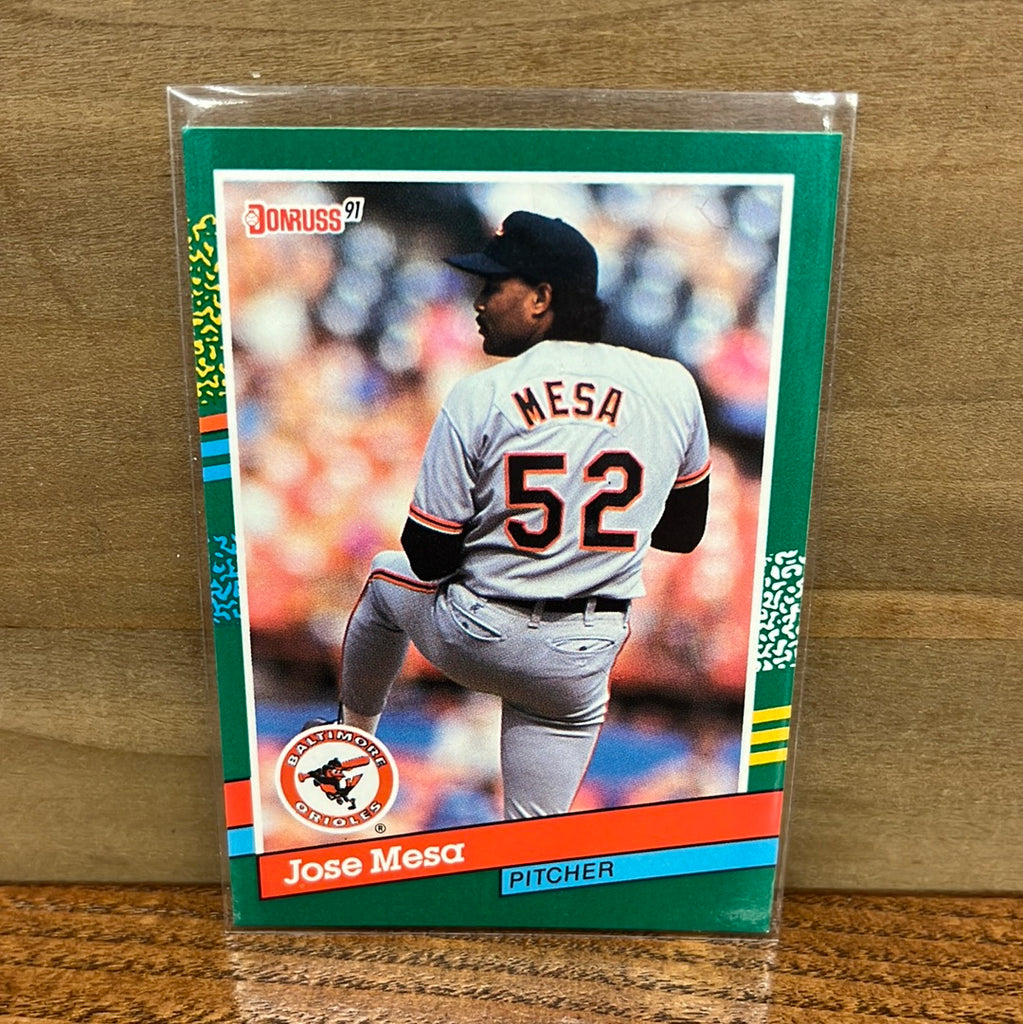 DONRUSS 91
MESA
52
BALTIMORE
ORIOLES
®
Jose Mesa
PITCHER